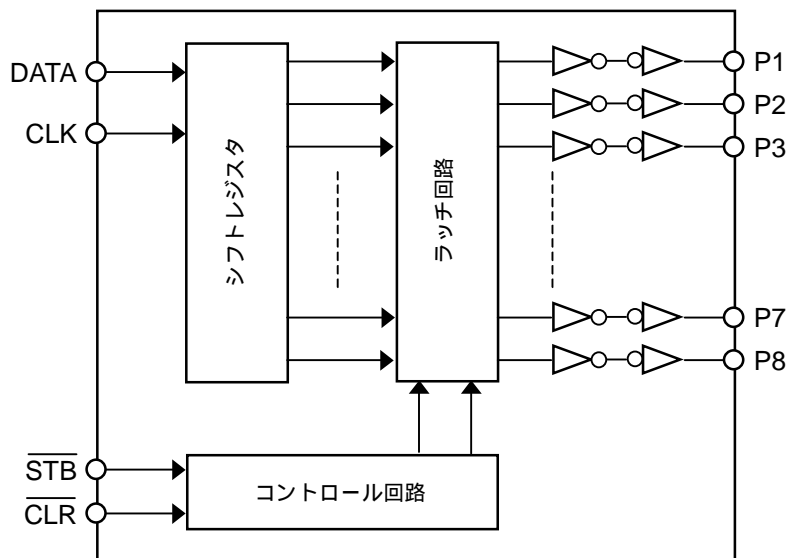 DATA
CLK
シフトレジスタ
ラッチ回路
P1
P2
P3
P7
P8
STB
CLR
コントロール回路